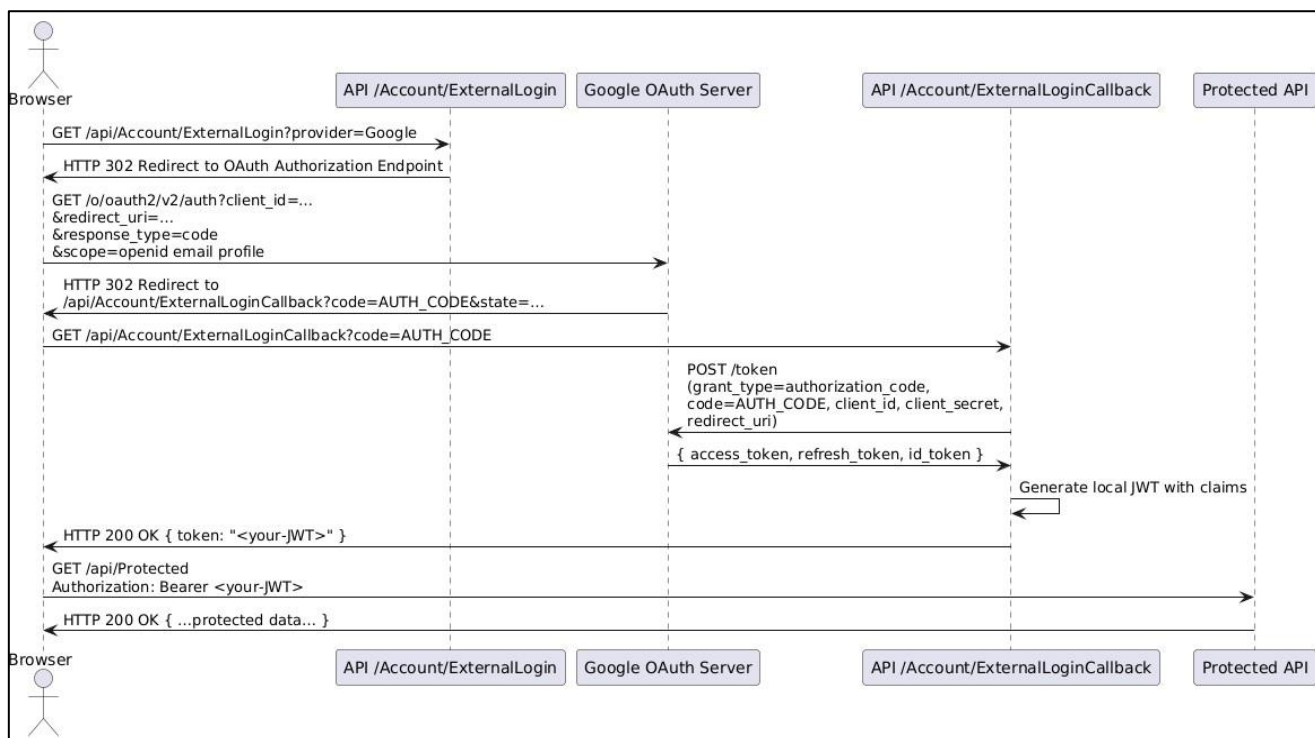 Browser
API /Account/ExternalLogin
Google OAuth Server
API /Account/ExternalLoginCallback
Protected API
GET /api/Account/ExternalLogin?provider=Google
HTTP 302 Redirect to OAuth Authorization Endpoint
GET /o/oauth2/v2/auth?client_id=...
&redirect_uri=...
&response_type=code
&scope=openid email profile
HTTP 302 Redirect to
/api/Account/ExternalLoginCallback?code=AUTH_CODE&state=...
GET /api/Account/ExternalLoginCallback?code=AUTH_CODE
POST /token
(grant_type=authorization_code,
code=AUTH_CODE, client_id, client_secret,
redirect_uri)
{ access_token, refresh_token, id_token }
Generate local JWT with claims
HTTP 200 OK { token: "<your-JWT>" }
GET /api/Protected
Authorization: Bearer <your-JWT>
HTTP 200 OK { ...protected data... }
Browser
API /Account/ExternalLogin
Google OAuth Server
API /Account/ExternalLoginCallback
Protected API